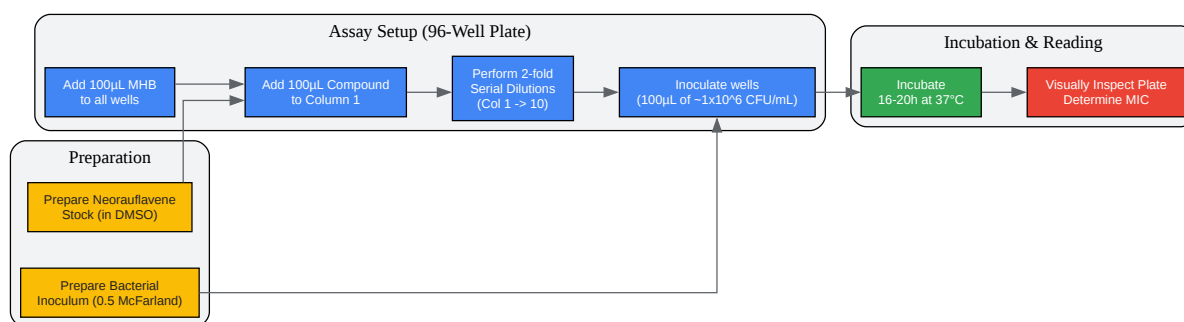 Assay Setup (96-Well Plate)
Add 100µL MHB
to all wells
Add 100µL Compound
to Column 1
Perform 2-fold
Serial Dilutions
(Col 1 -> 10)
Inoculate wells
(100µL of ~1x10^6 CFU/mL)
Incubation & Reading
Incubate
16-20h at 37°C
Visually Inspect Plate
Determine MIC
Preparation
Prepare Neorauflavene
Stock (in DMSO)
Prepare Bacterial
Inoculum (0.5 McFarland)